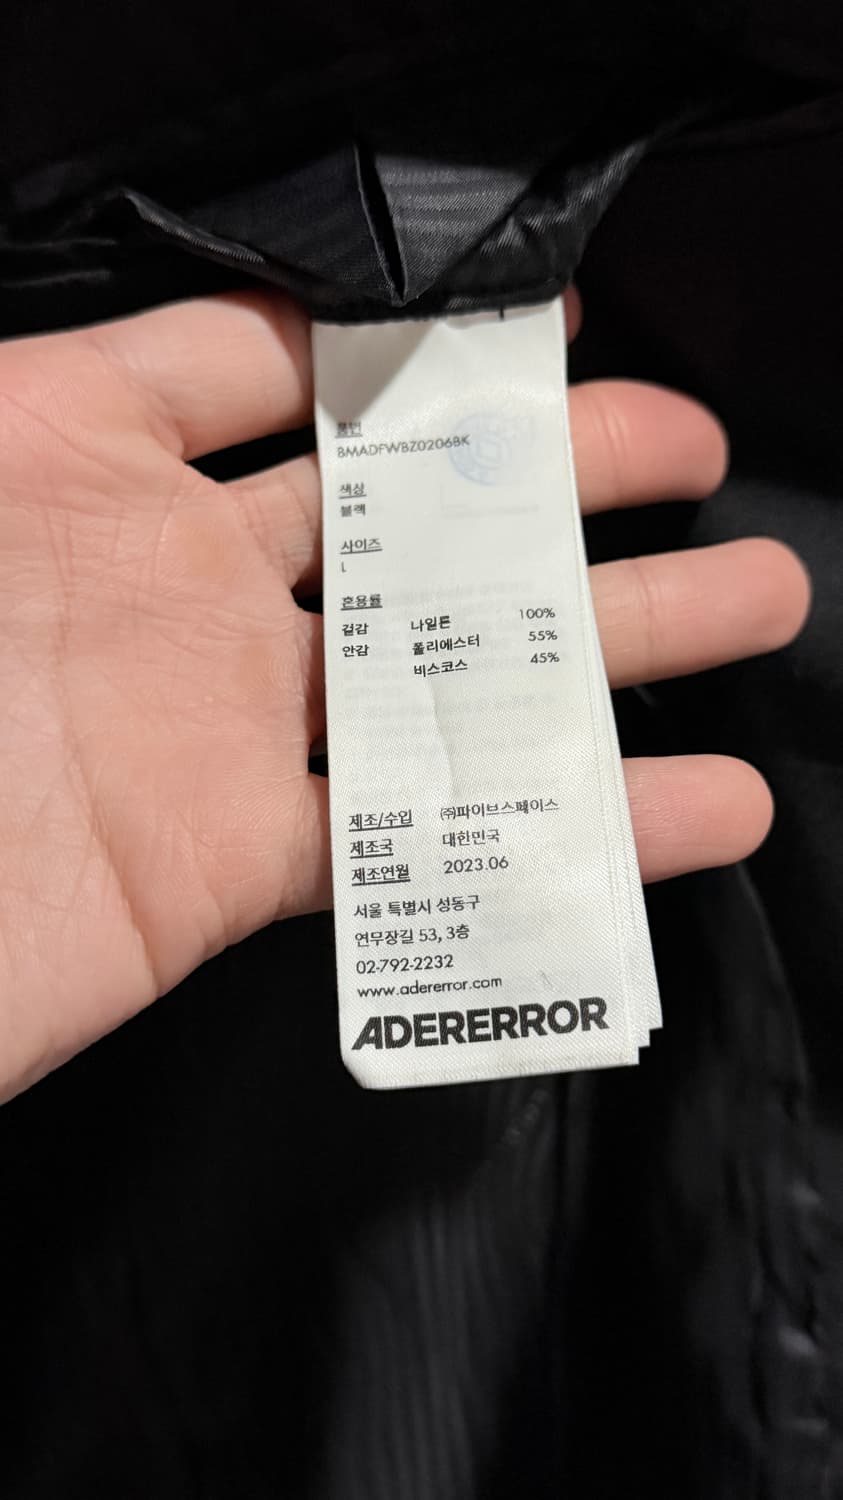 품번
BMADFWBZ0206BK
색상
블랙
사이즈
L
혼용률
겉감 나일론 100%
안감 폴리에스터 55%
비스코스 45%
제조/수입 ㈜파이브스페이스
제조국 대한민국
제조연월 2023.06
서울 특별시 성동구
연무장길 53, 3층
02-792-2232
www.adererror.com
ADERERROR